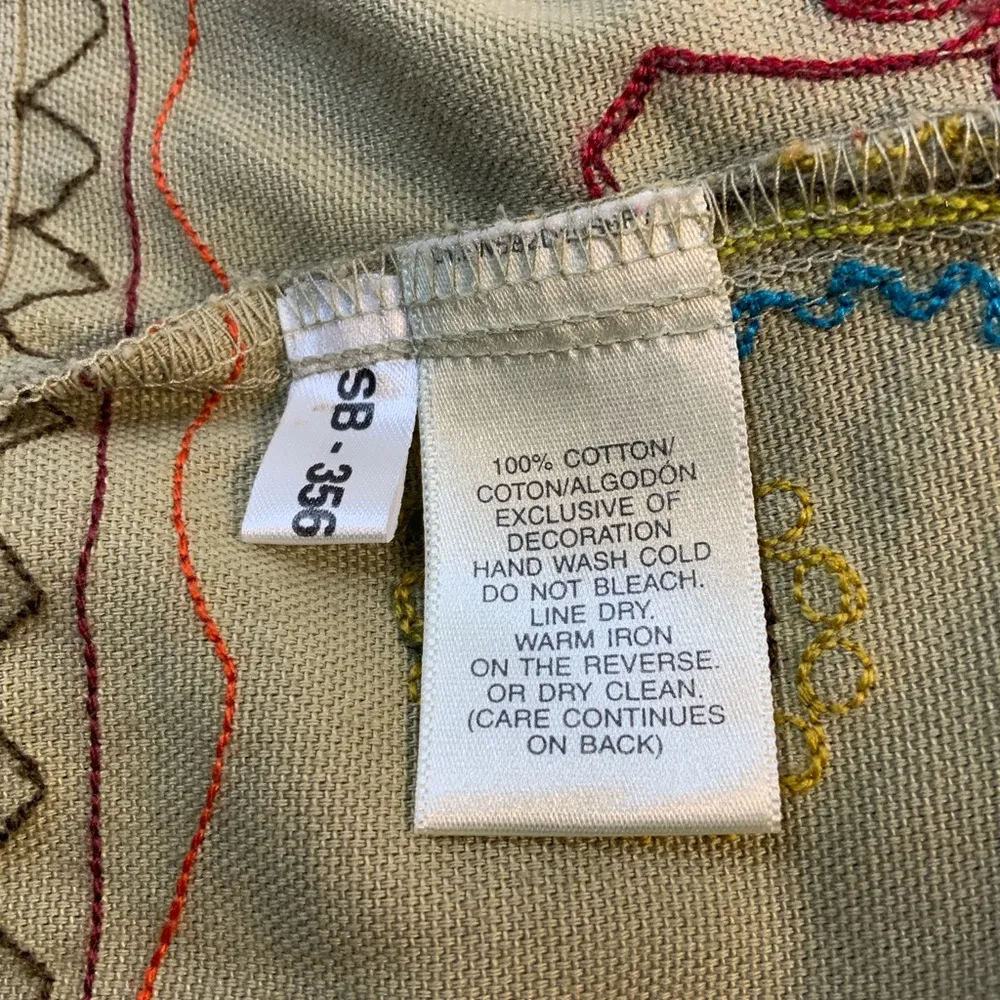 SB - 356
100% COTTON/
COTON/ALGODÓN
EXCLUSIVE OF
DECORATION
HAND WASH COLD
DO NOT BLEACH.
LINE DRY.
WARM IRON
ON THE REVERSE.
OR DRY CLEAN.
(CARE CONTINUES
ON BACK)